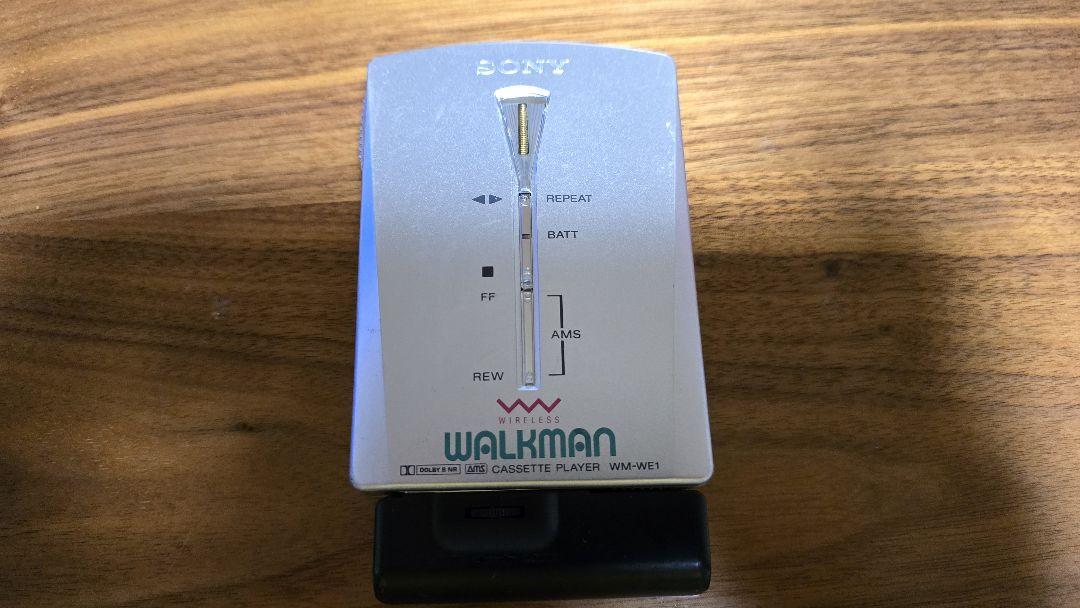 SONY
REPEAT
BATT
FF
AMS
REW
WIRELESS
WALKMAN
DOLBY B NR AMS CASSETTE PLAYER WM-WE1